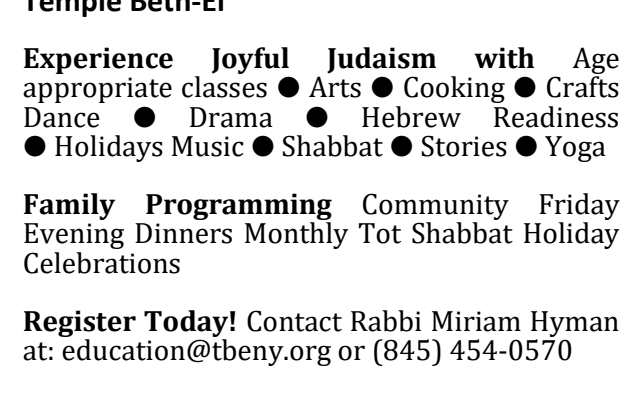 Temple Beth-El
Experience Joyful Judaism with Age
appropriate classes ● Arts ● Cooking ● Crafts
Dance ● Drama ● Hebrew Readiness
● Holidays Music ● Shabbat ● Stories ● Yoga
Family Programming Community Friday
Evening Dinners Monthly Tot Shabbat Holiday
Celebrations
Register Today! Contact Rabbi Miriam Hyman
at: education@tbeny.org or (845) 454-0570